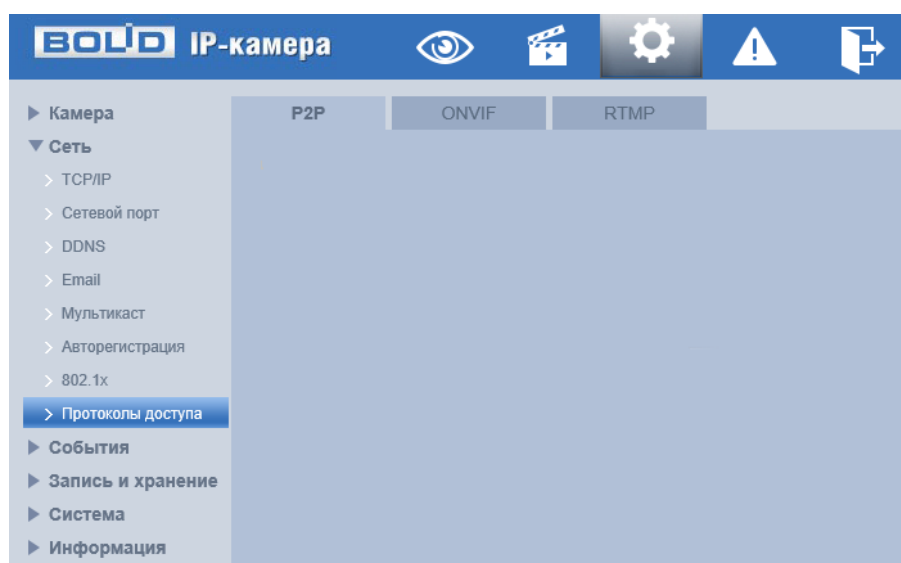 BOLID IP-камера
Камера
P2P
ONVIF
RTMP
Сеть
TCP/IP
Сетевой порт
DDNS
Email
Мультикаст
Авторегистрация
802.1x
Протоколы доступа
События
Запись и хранение
Система
Информация